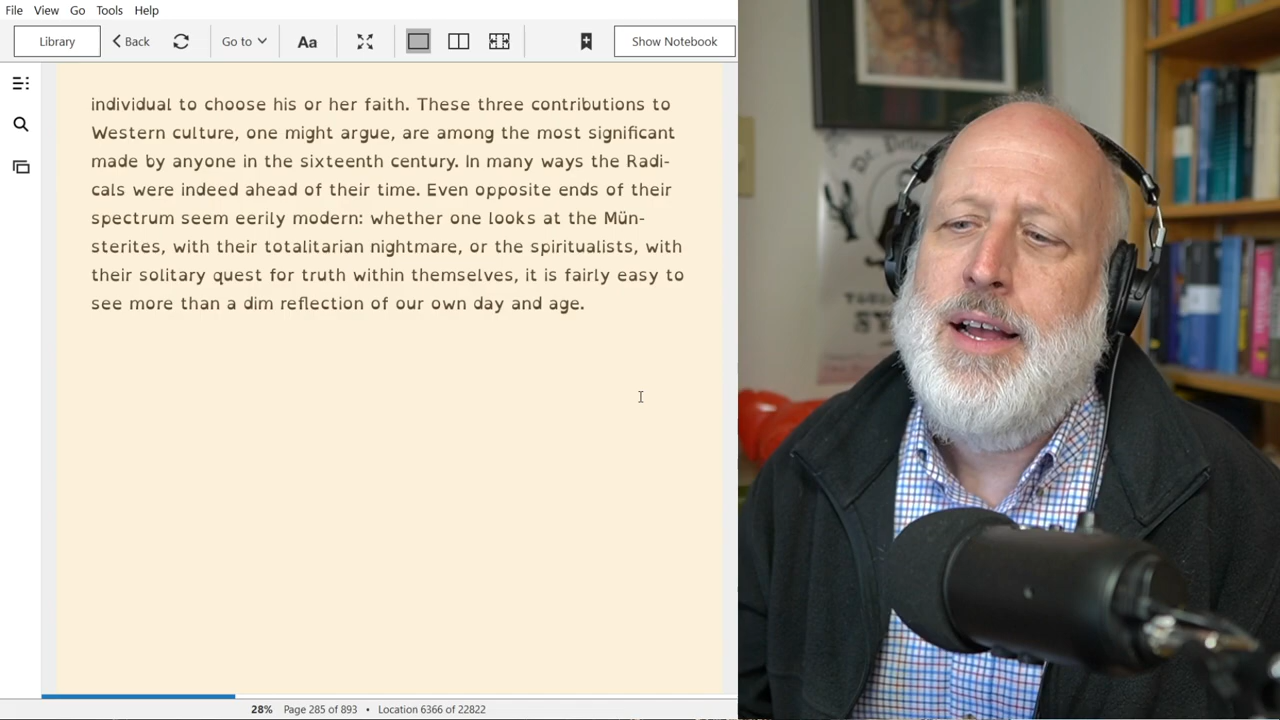 File View Go Tools Help
Library Back Go to Aa Show Notebook
individual to choose his or her faith. These three contributions to
Western culture, one might argue, are among the most significant
made by anyone in the sixteenth century. In many ways the Radi-
cals were indeed ahead of their time. Even opposite ends of their
spectrum seem eerily modern: whether one looks at the Mün-
sterites, with their totalitarian nightmare, or the spiritualists, with
their solitary quest for truth within themselves, it is fairly easy to
see more than a dim reflection of our own day and age.
28% Page 285 of 893 • Location 6366 of 22822